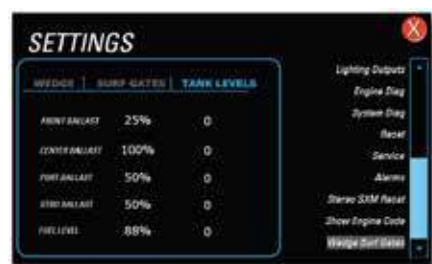 SETTINGS
WEDGE | SURF GATES | TANK LEVELS
FRONT BALLAST 25% 0
CENTER BALLAST 100% 0
PORT BALLAST 50% 0
STBD BALLAST 50% 0
FUEL LEVEL 88% 0
Lighting Outputs
Engine Diag
System Diag
Reset
Service
Alarms
Stereo SXM Reset
Show Engine Code
Wedge Surf Gates
X